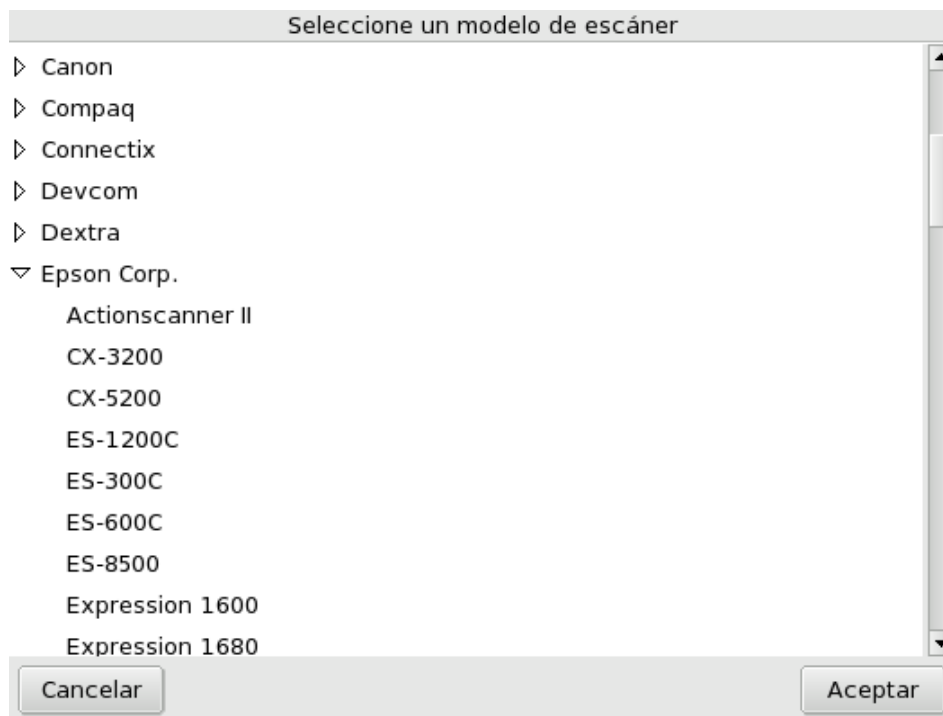 Seleccione un modelo de escáner
Canon
Compaq
Connectix
Devcom
Dextra
Epson Corp.
Actionscanner II
CX-3200
CX-5200
ES-1200C
ES-300C
ES-600C
ES-8500
Expression 1600
Expression 1680
Cancelar
Aceptar